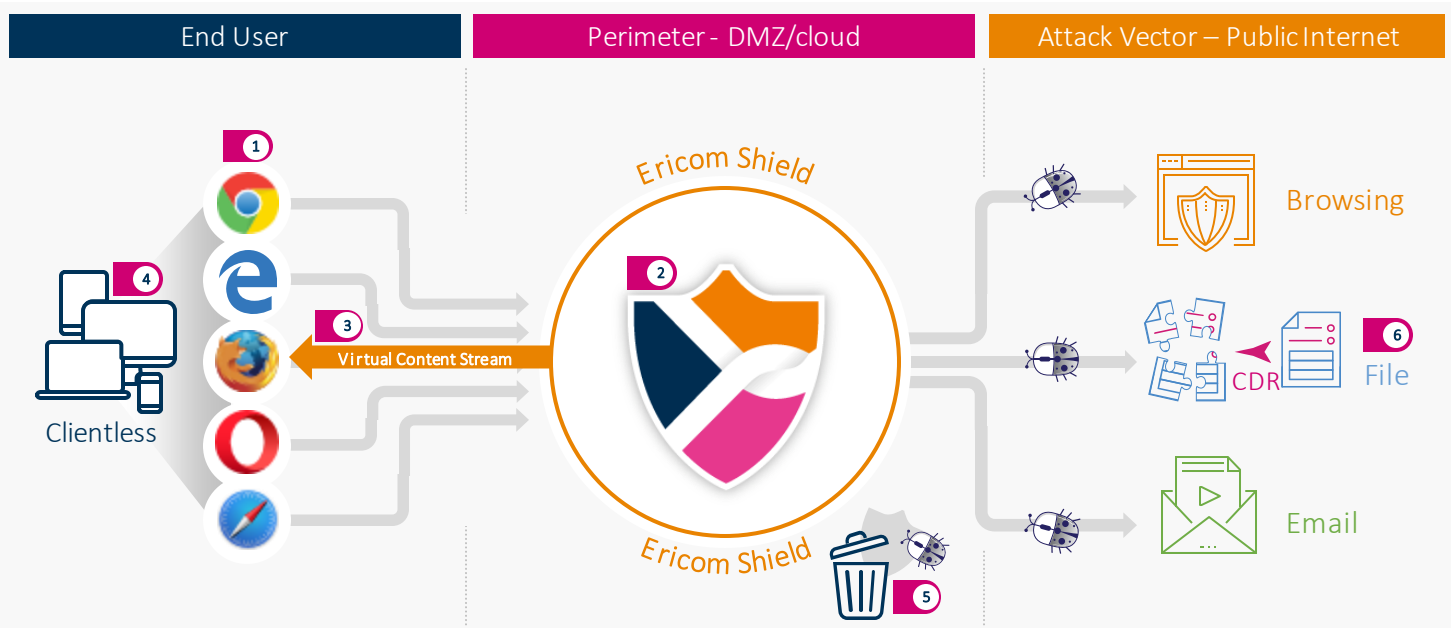 End User
Perimeter - DMZ/cloud
Attack Vector – Public Internet
1
Ericom Shield
Browsing
4
2
3
Virtual Content Stream
6
CDR
File
Clientless
Email
Ericom Shield
5